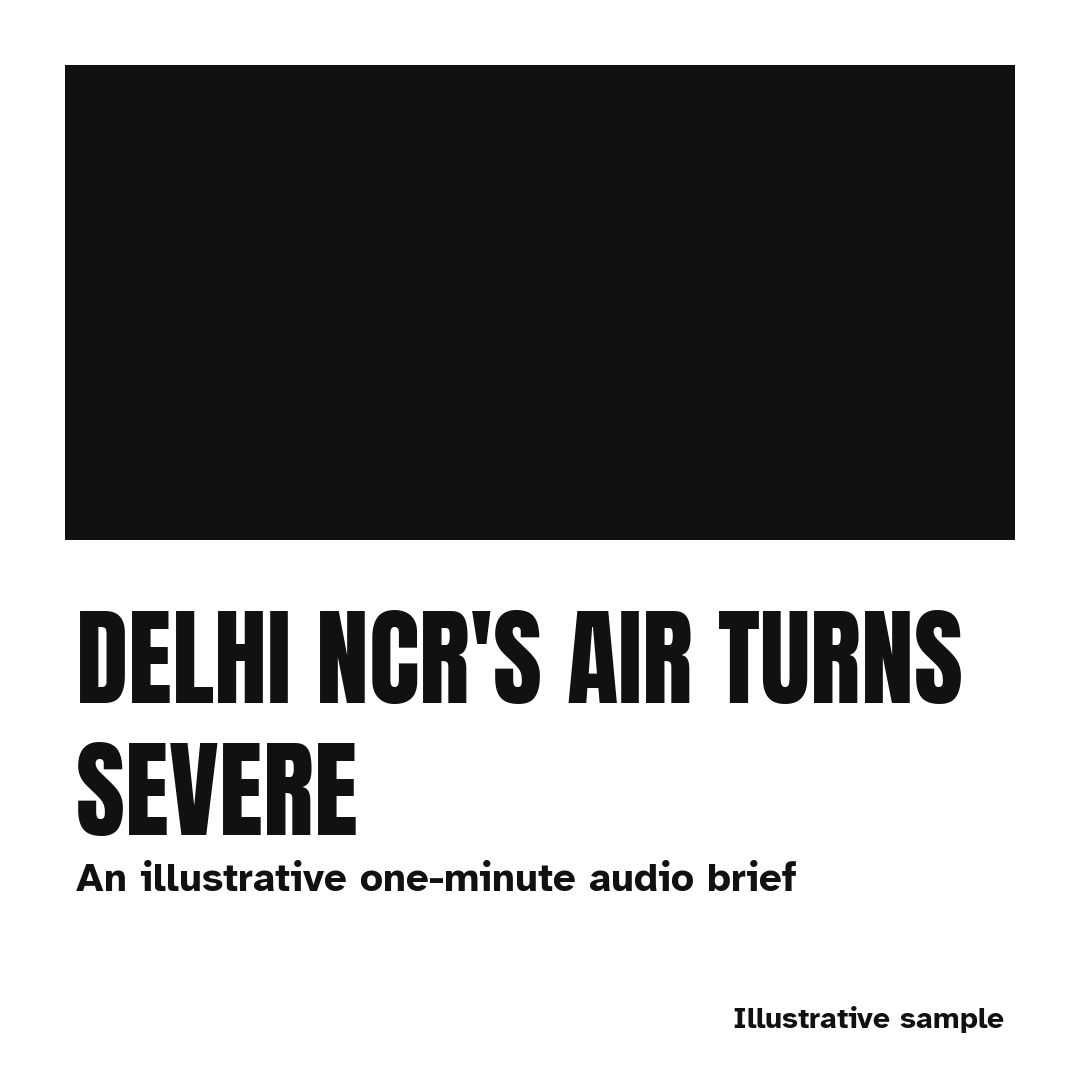 DELHI NCR'S AIR TURNS
SEVERE
An illustrative one-minute audio brief
Illustrative sample